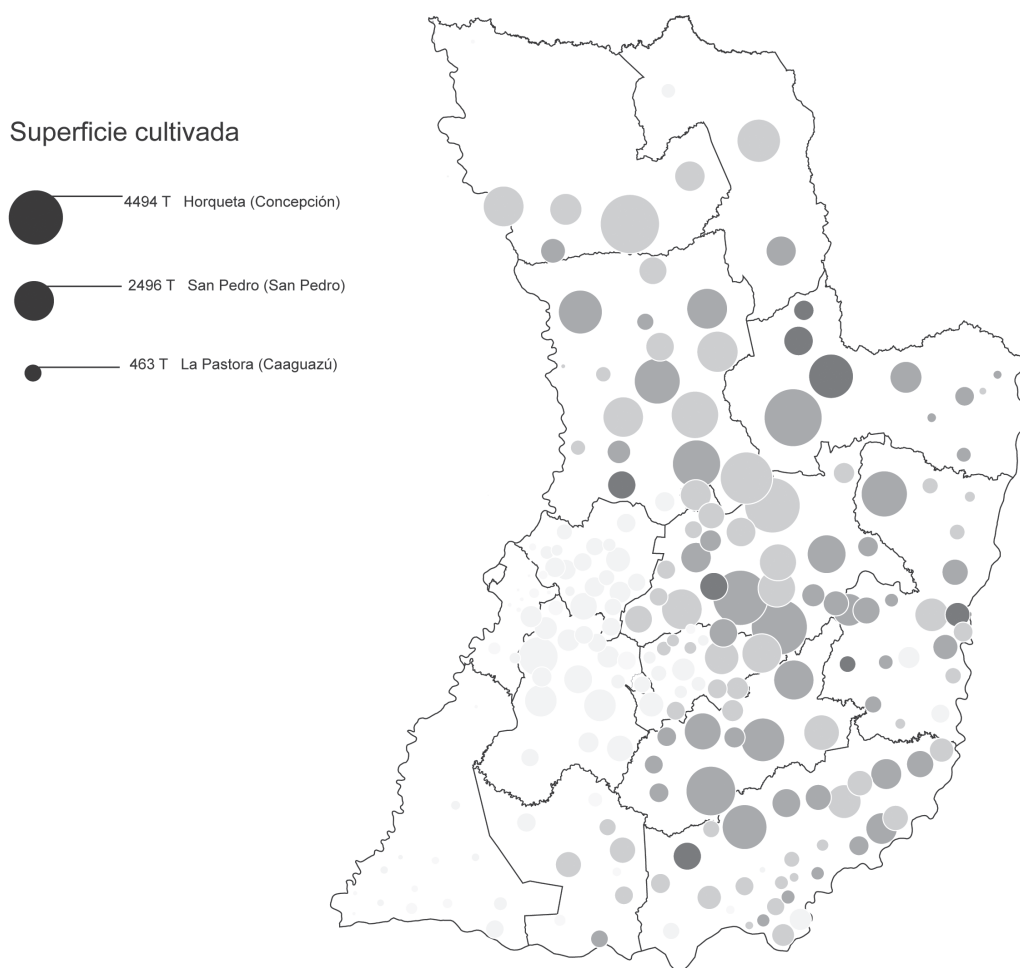 Superficie cultivada
4494 T Horqueta (Concepción)
2496 T San Pedro (San Pedro)
463 T La Pastora (Caaguazú)